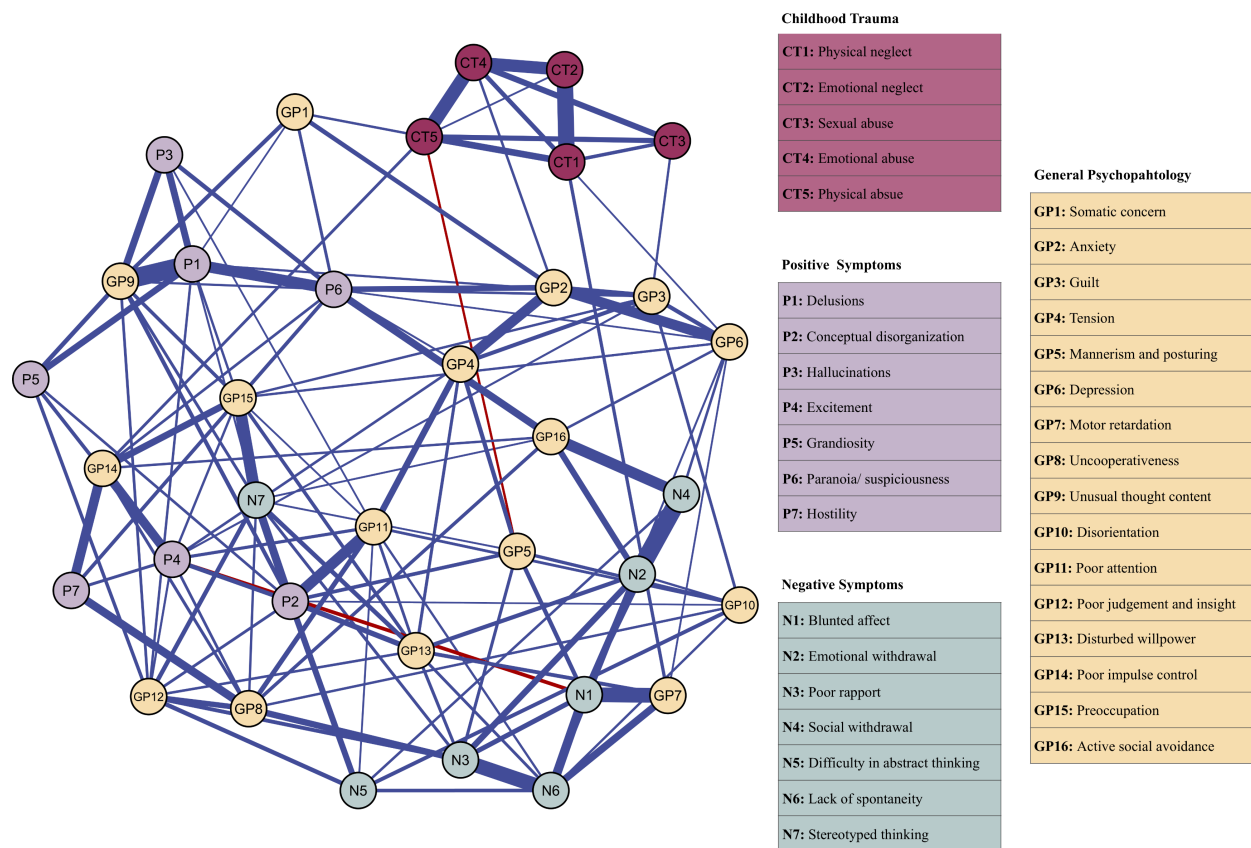 CT4
CT2
GP1
CT5
CT3
P3
CT1
P1
GP9
P6
GP2
GP3
GP6
GP4
P5
GP15
GP16
GP14
N7
N4
GP11
GP5
P4
N2
P7
P2
GP10
GP13
GP12
GP8
N1
GP7
N3
N5
N6
Childhood Trauma
CT1: Physical neglect
CT2: Emotional neglect
CT3: Sexual abuse
CT4: Emotional abuse
CT5: Physical absue
Positive Symptoms
P1: Delusions
P2: Conceptual disorganization
P3: Hallucinations
P4: Excitement
P5: Grandiosity
P6: Paranoia/ suspiciousness
P7: Hostility
Negative Symptoms
N1: Blunted affect
N2: Emotional withdrawal
N3: Poor rapport
N4: Social withdrawal
N5: Difficulty in abstract thinking
N6: Lack of spontaneity
N7: Stereotyped thinking
General Psychopahtology
GP1: Somatic concern
GP2: Anxiety
GP3: Guilt
GP4: Tension
GP5: Mannerism and posturing
GP6: Depression
GP7: Motor retardation
GP8: Uncooperativeness
GP9: Unusual thought content
GP10: Disorientation
GP11: Poor attention
GP12: Poor judgement and insight
GP13: Disturbed willpower
GP14: Poor impulse control
GP15: Preoccupation
GP16: Active social avoidance